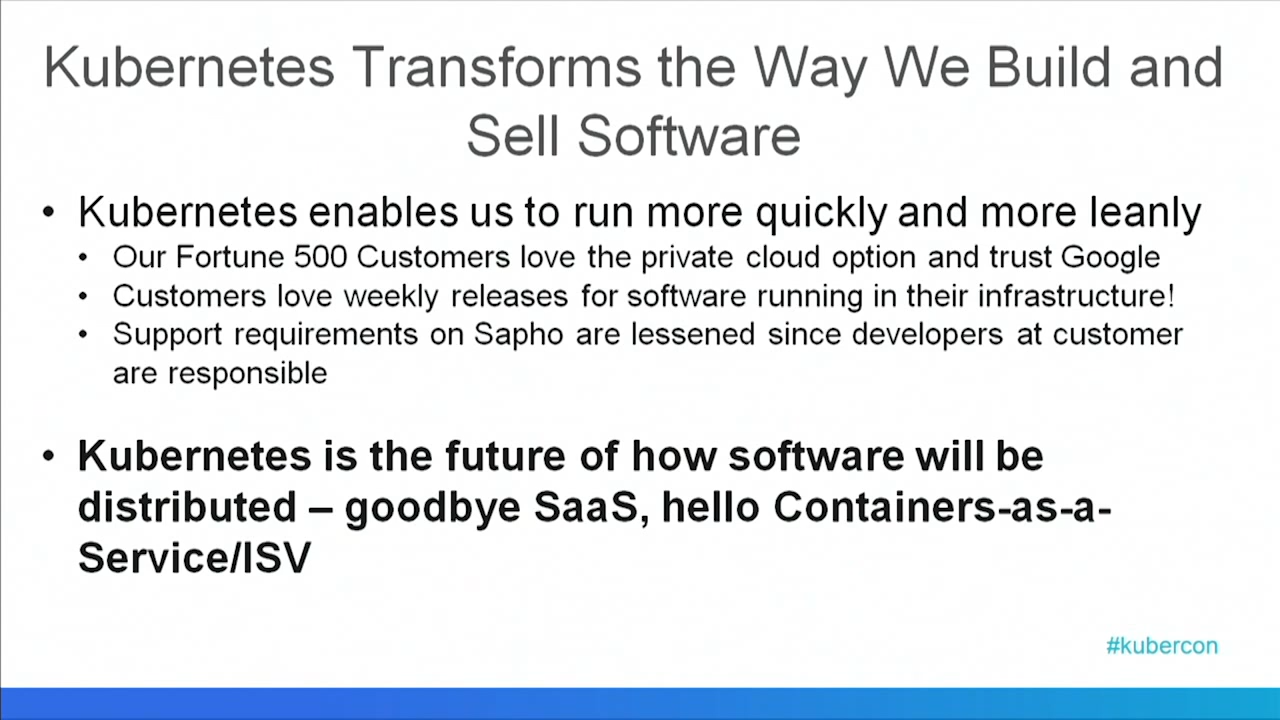 Kubernetes Transforms the Way We Build and
Sell Software
• Kubernetes enables us to run more quickly and more leanly
• Our Fortune 500 Customers love the private cloud option and trust Google
• Customers love weekly releases for software running in their infrastructure!
• Support requirements on Sapho are lessened since developers at customer
are responsible
• Kubernetes is the future of how software will be
distributed – goodbye SaaS, hello Containers-as-a-
Service/ISV
#kubercon